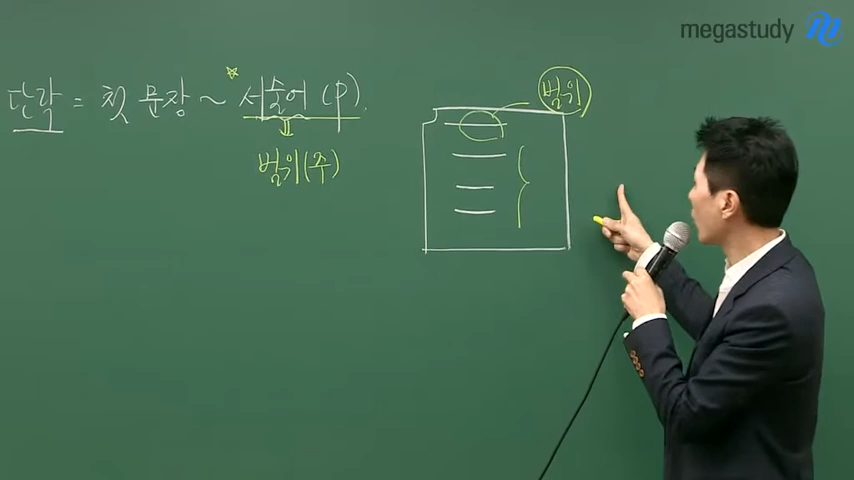 megastudy
단락 = 첫 문장 ~ 서술어 (P).
범위(주)
범위